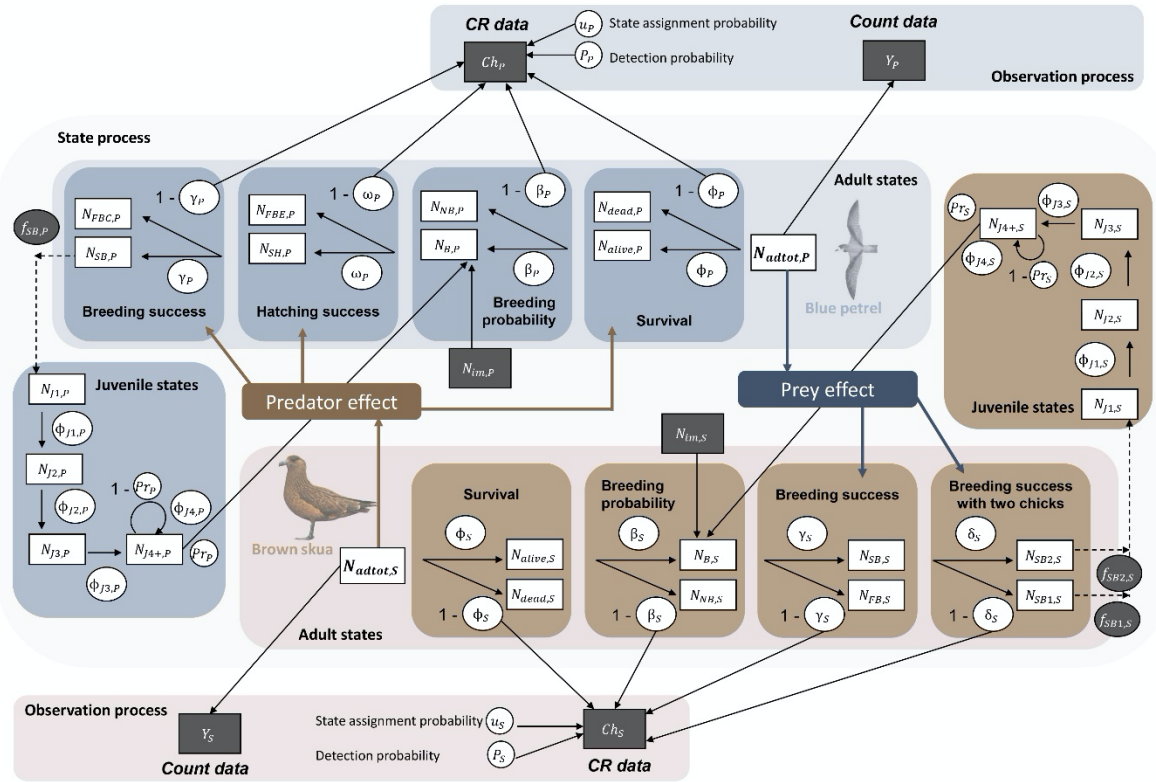 CR data
Count data
u_P State assignment probability
Ch_P
P_P Detection probability
Y_P
Observation process
State process
Adult states
1 - γ_P
1 - ω_P
1 - β_P
1 - ϕ_P
N_FBC,P
N_FBE,P
N_NB,P
N_dead,P
f_SB,P
N_SB,P
N_SH,P
N_B,P
N_alive,P
N_adtot,P
γ_P
ω_P
β_P
ϕ_P
Breeding success
Hatching success
Breeding
probability
Survival
Blue petrel
N_im,P
Pr_S
N_J4+,S
ϕ_J3,S
N_J3,S
ϕ_J4,S
1 - Pr_S
ϕ_J2,S
N_J2,S
ϕ_J1,S
Juvenile states
N_J1,S
Juvenile states
N_J1,P
ϕ_J1,P
N_J2,P
ϕ_J2,P
1 - Pr_P
ϕ_J4,P
N_J3,P
N_J4+,P
Pr_P
ϕ_J3,P
Predator effect
Prey effect
N_im,S
Brown skua
N_adtot,S
Adult states
Survival
Breeding
probability
Breeding success
Breeding success
with two chicks
ϕ_S
β_S
γ_S
δ_S
N_alive,S
N_B,S
N_SB,S
N_SB2,S
N_dead,S
N_NB,S
N_FB,S
N_SB1,S
f_SB2,S
f_SB1,S
1 - ϕ_S
1 - β_S
1 - γ_S
1 - δ_S
Observation process
Y_S
Count data
State assignment probability u_S
Detection probability P_S
Ch_S
CR data